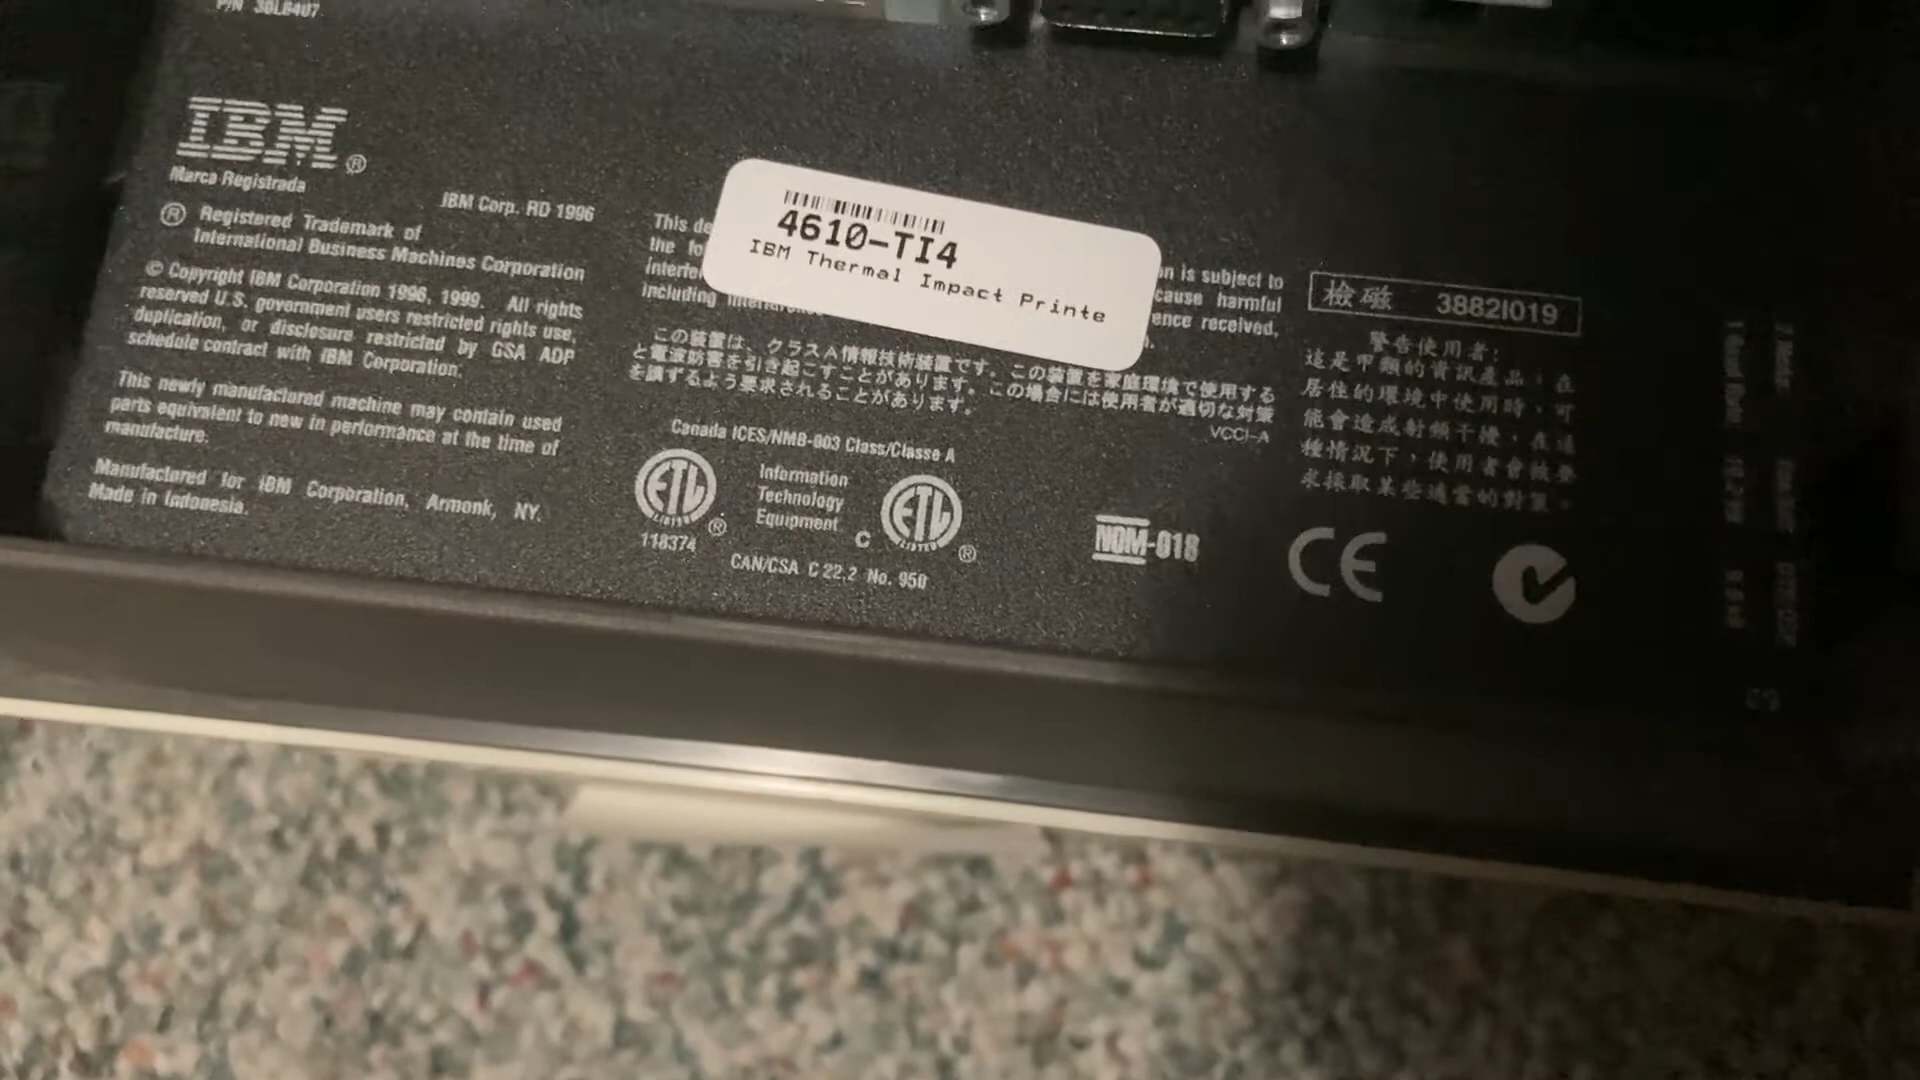 P/N 30L6407
IBM®
Marca Registrada
IBM Corp. RD 1996
® Registered Trademark of
International Business Machines Corporation
© Copyright IBM Corporation 1996, 1999. All rights
reserved U.S. government users restricted rights use,
duplication, or disclosure restricted by GSA ADP
schedule contract with IBM Corporation.
This newly manufactured machine may contain used
parts equivalent to new in performance at the time of
manufacture.
Manufactured for IBM Corporation, Armonk, NY.
Made in Indonesia.
4610-TI4
IBM Thermal Impact Printe
This de
is subject to
the fo
cause harmful
interfe
ence received,
including
この装置は、クラスA情報技術装置です。この装置を家庭環境で使用する
と電波妨害を引き起こすことがあります。この場合には使用者が適切な対策
を講ずるよう要求されることがあります。
VCCI-A
Canada ICES/NMB-003 Class/Classe A
ETL LISTED ®
118374
Information
Technology
Equipment
C ETL LISTED ®
CAN/CSA C 22.2 No. 950
NOM-018
檢磁 3882I019
警告使用者:
這是甲類的資訊產品,在
居住的環境中使用時,可
能會造成射頻干擾,在這
種情況下,使用者會被要
求採取某些適當的對策。
CE